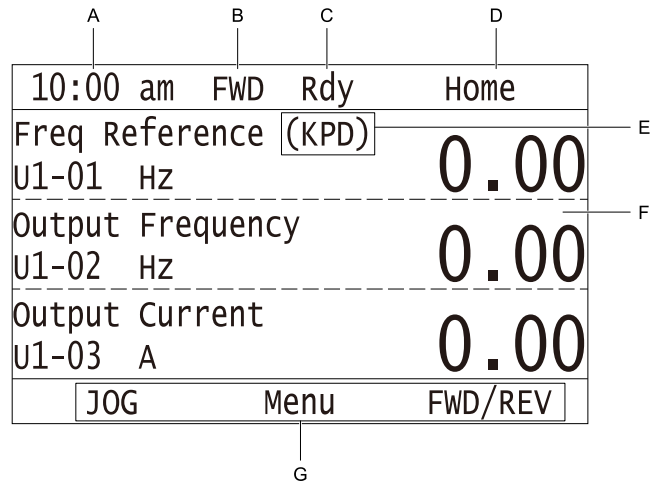 A B C D
10:00 am FWD Rdy Home
Freq Reference (KPD) E
U1-01 Hz 0.00
F
Output Frequency
U1-02 Hz 0.00
Output Current
U1-03 A 0.00
JOG Menu FWD/REV
G